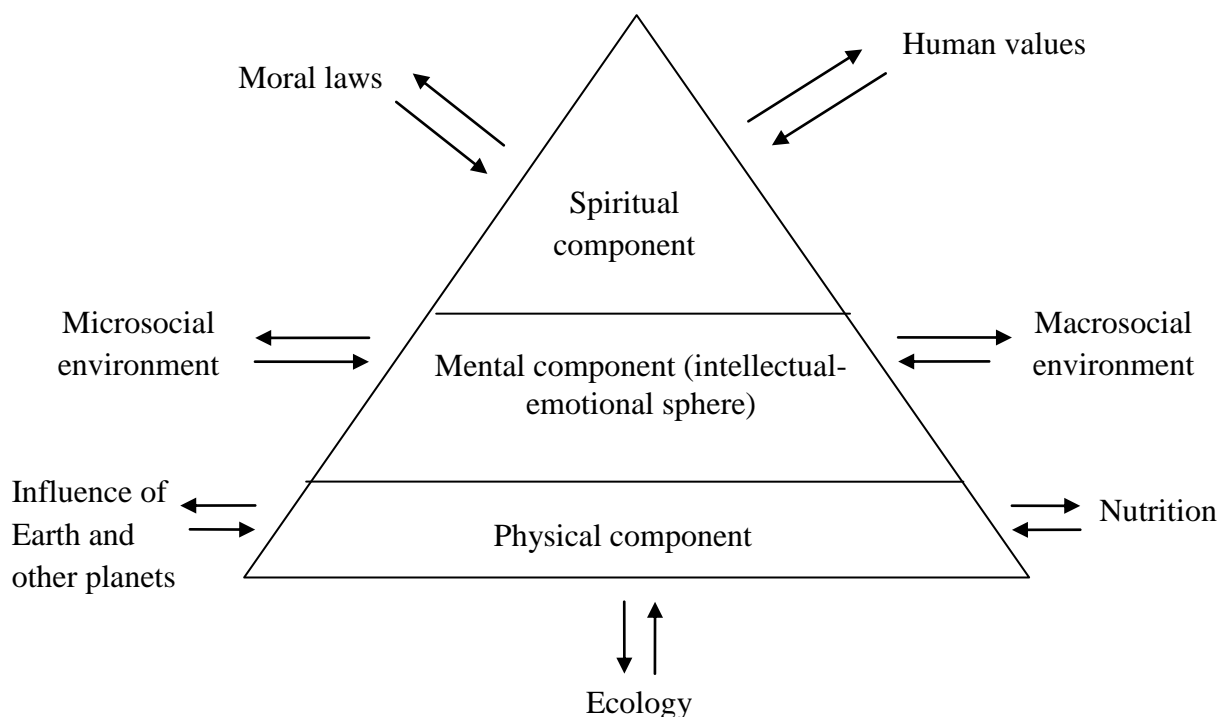 Human values
Moral laws
Spiritual
component
Microsocial
environment
Macrosocial
environment
Mental component (intellectual-
emotional sphere)
Influence of
Earth and
other planets
Nutrition
Physical component
Ecology